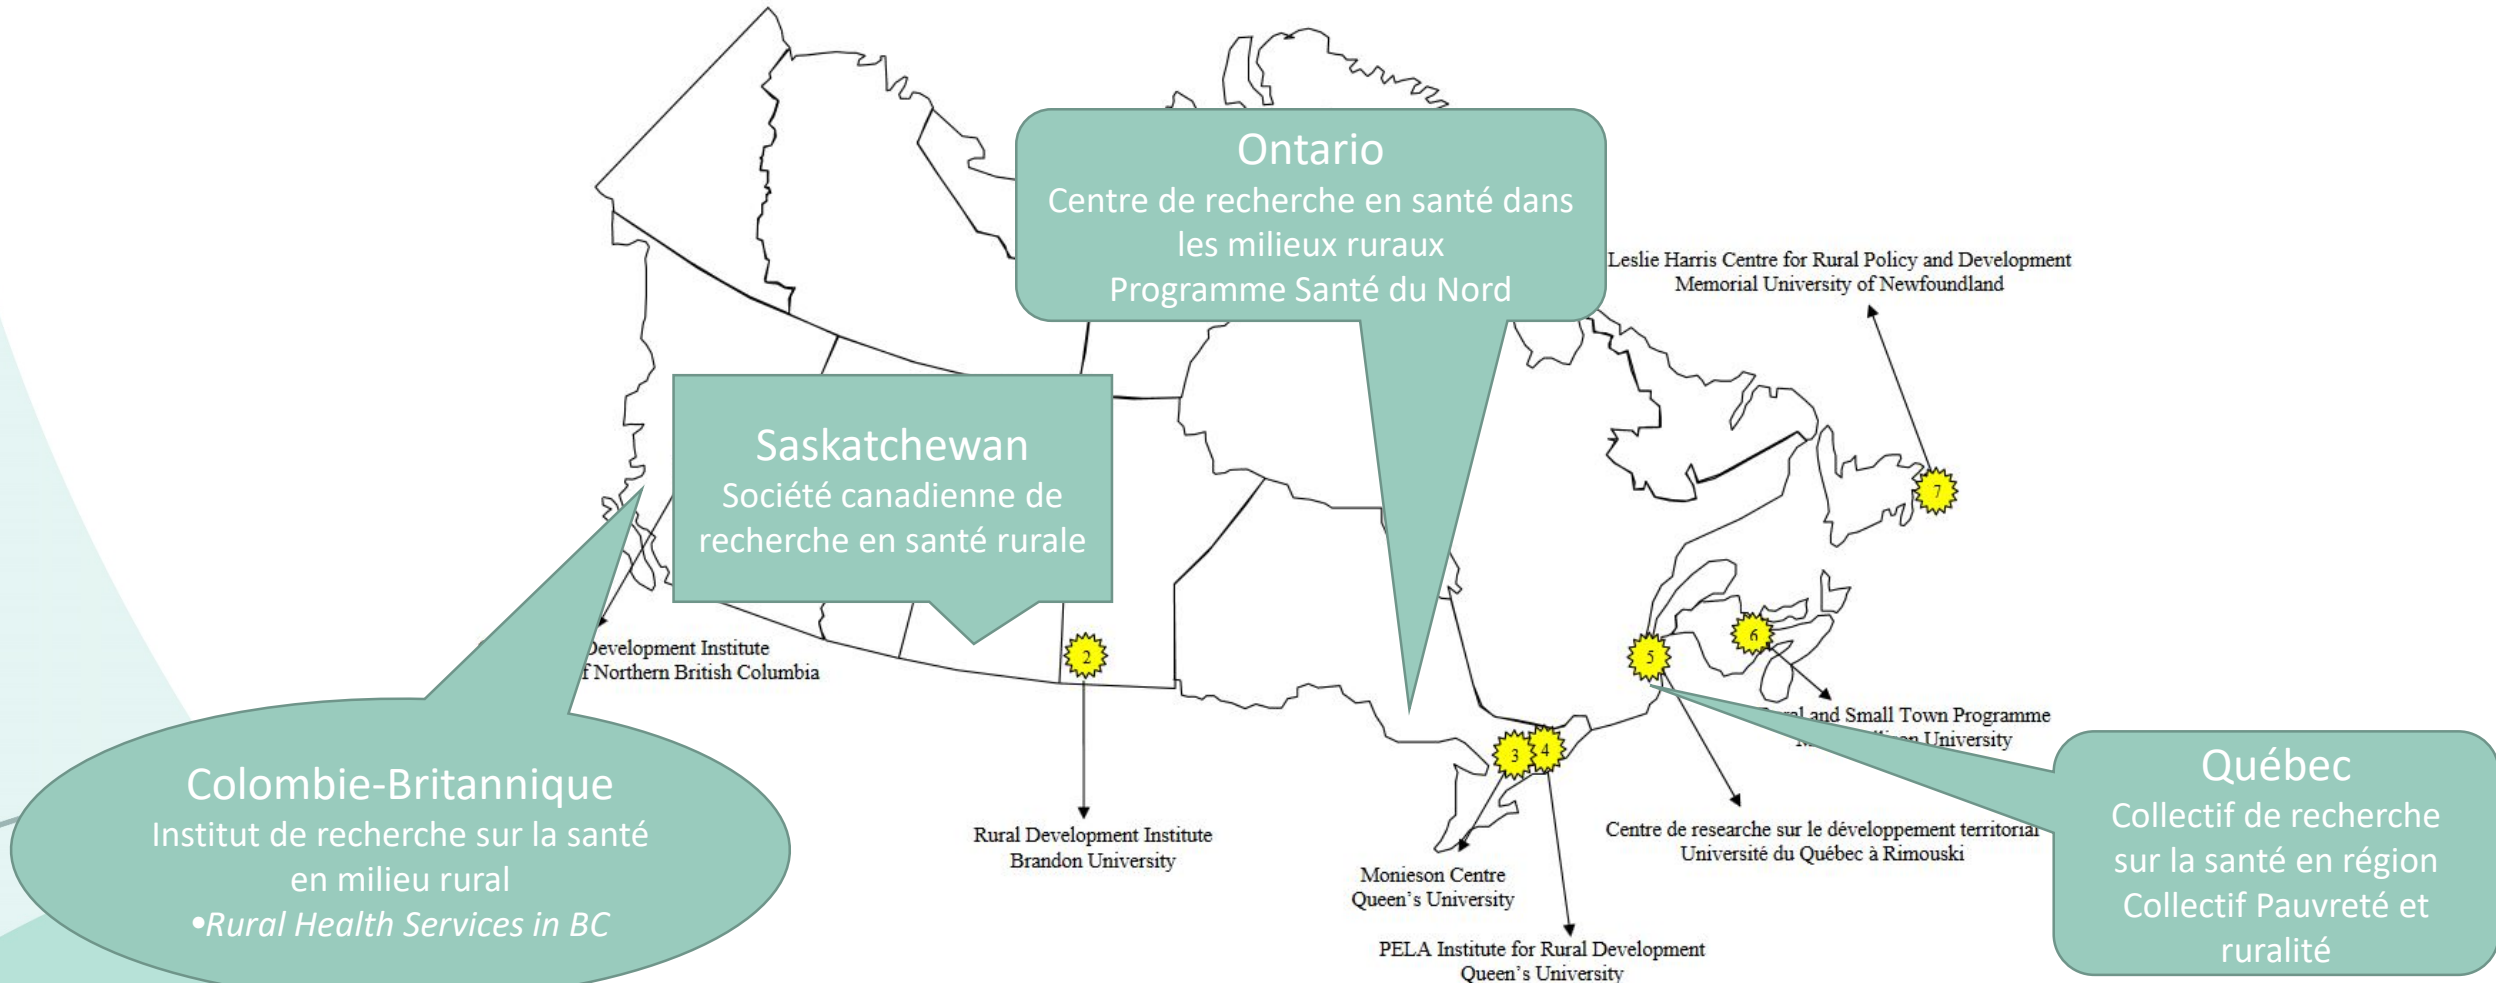 Ontario
Centre de recherche en santé dans
les milieux ruraux
Programme Santé du Nord
Leslie Harris Centre for Rural Policy and Development
Memorial University of Newfoundland
Saskatchewan
Société canadienne de
recherche en santé rurale
7
6
5
2
Development Institute
Northern British Columbia
and Small Town Programme
University
3
4
Colombie-Britannique
Institut de recherche sur la santé
en milieu rural
•Rural Health Services in BC
Rural Development Institute
Brandon University
Monieson Centre
Queen’s University
PELA Institute for Rural Development
Queen’s University
Centre de researche sur le développement territorial
Université du Québec à Rimouski
Québec
Collectif de recherche
sur la santé en région
Collectif Pauvreté et
ruralité